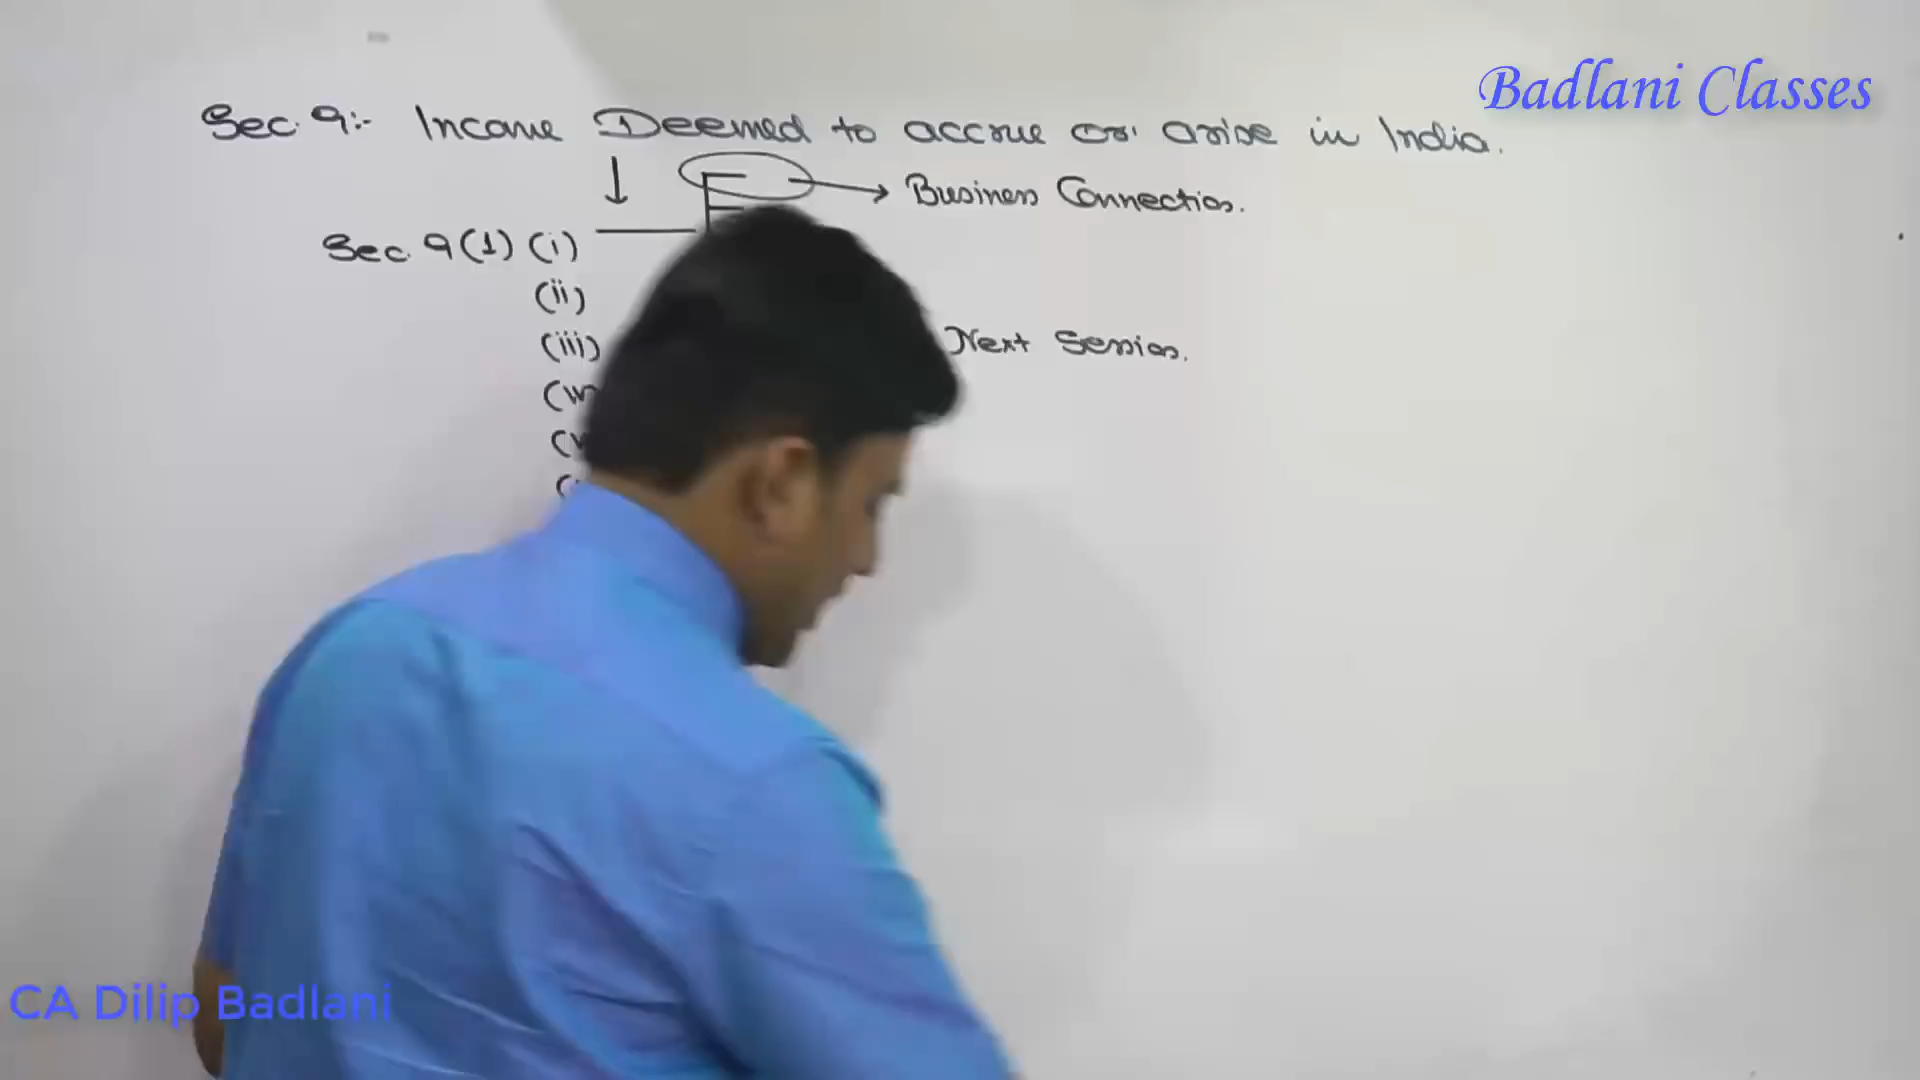 Badlani Classes
Sec. 9:- Income Deemed to accrue or arise in India.
Business Connection.
Sec. 9(1) (i)
(ii)
(iii)
Next Session.
CA Dilip Badlani